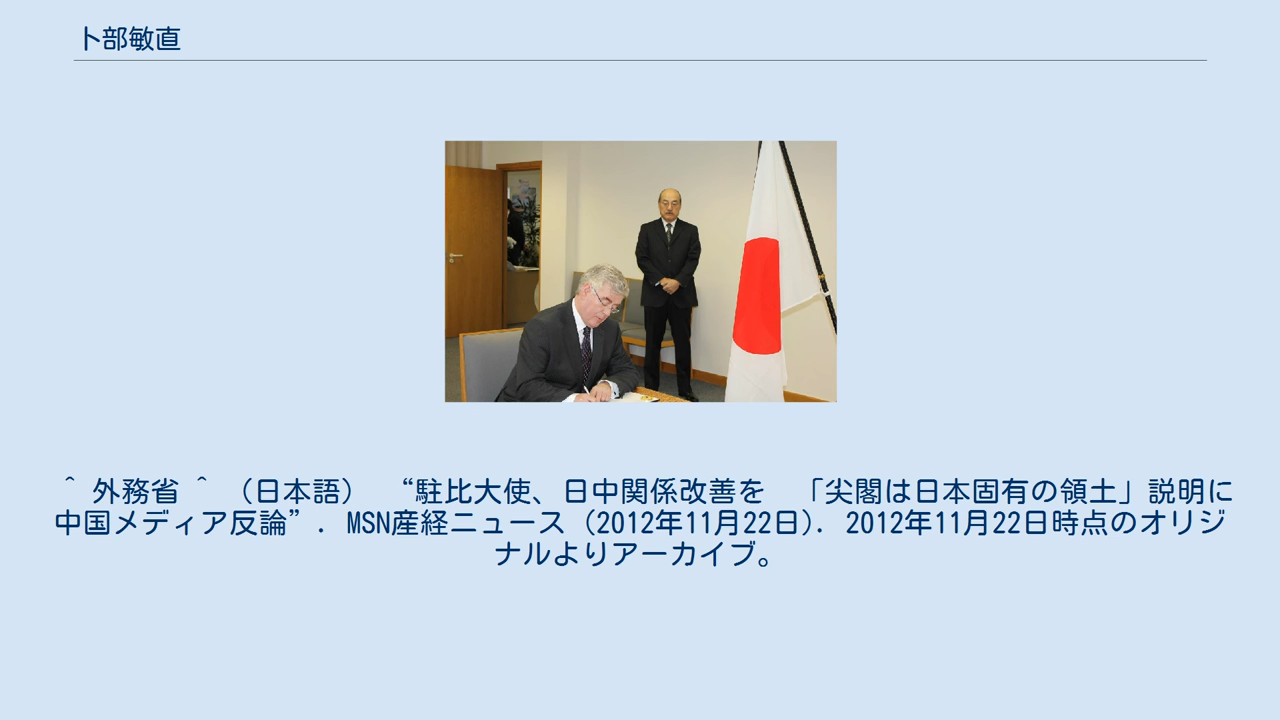 卜部敏直
^ 外務省 ^ （日本語） “駐比大使、日中関係改善を　「尖閣は日本固有の領土」説明に
中国メディア反論”. MSN産経ニュース (2012年11月22日). 2012年11月22日時点のオリジ
ナルよりアーカイブ。